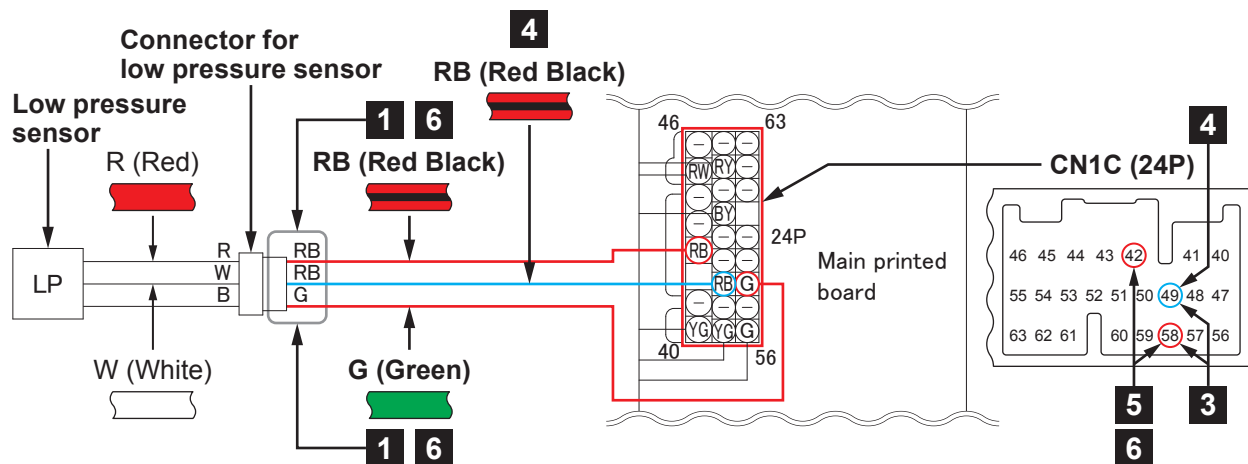 4
Connector for
low pressure sensor
RB (Red Black)
Low pressure
sensor
1 6
R (Red)
RB (Red Black)
46
63
4
CN1C (24P)
24P
Main printed
board
LP
R
W
B
RB
RB
G
–
–
–
RW
RY
–
–
–
–
–
BY
–
–
–
RB
–
–
RB
G
–
–
–
YG
YG
G
40
56
W (White)
G (Green)
1 6
46 45 44 43 42 41 40
55 54 53 52 51 50 49 48 47
63 62 61 60 59 58 57 56
5
3
6